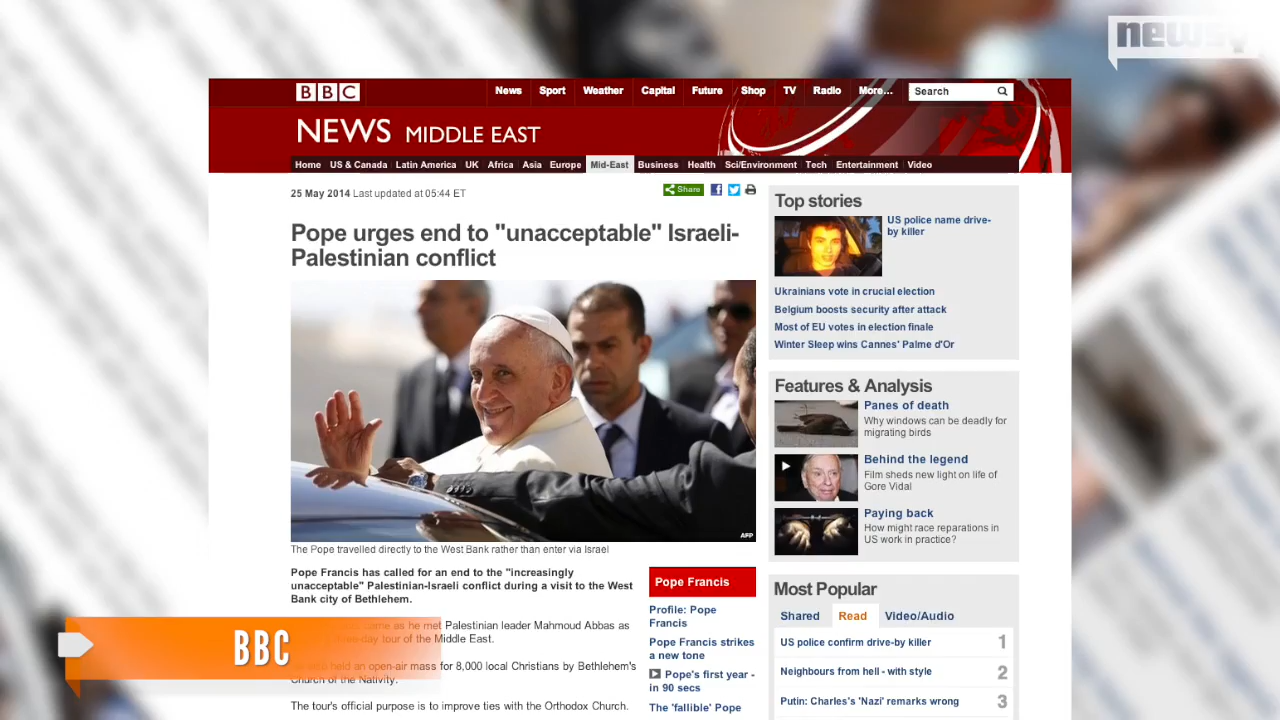 newsy
BBC
News Sport Weather Capital Future Shop TV Radio More... Search
NEWS MIDDLE EAST
Home US & Canada Latin America UK Africa Asia Europe Mid-East Business Health Sci/Environment Tech Entertainment Video
25 May 2014 Last updated at 05:44 ET
Share
Pope urges end to "unacceptable" Israeli-
Palestinian conflict
AFP
The Pope travelled directly to the West Bank rather than enter via Israel
Pope Francis has called for an end to the "increasingly
unacceptable" Palestinian-Israeli conflict during a visit to the West
Bank city of Bethlehem.
came as he met Palestinian leader Mahmoud Abbas as
three-day tour of the Middle East.
held an open-air mass for 8,000 local Christians by Bethlehem's
Church of the Nativity.
The tour's official purpose is to improve ties with the Orthodox Church.
Pope Francis
Profile: Pope
Francis
Pope Francis strikes
a new tone
Pope's first year -
in 90 secs
The 'fallible' Pope
Top stories
US police name drive-
by killer
Ukrainians vote in crucial election
Belgium boosts security after attack
Most of EU votes in election finale
Winter Sleep wins Cannes' Palme d'Or
Features & Analysis
Panes of death
Why windows can be deadly for
migrating birds
Behind the legend
Film sheds new light on life of
Gore Vidal
Paying back
How might race reparations in
US work in practice?
Most Popular
Shared Read Video/Audio
US police confirm drive-by killer 1
Neighbours from hell - with style 2
Putin: Charles's 'Nazi' remarks wrong 3
BBC